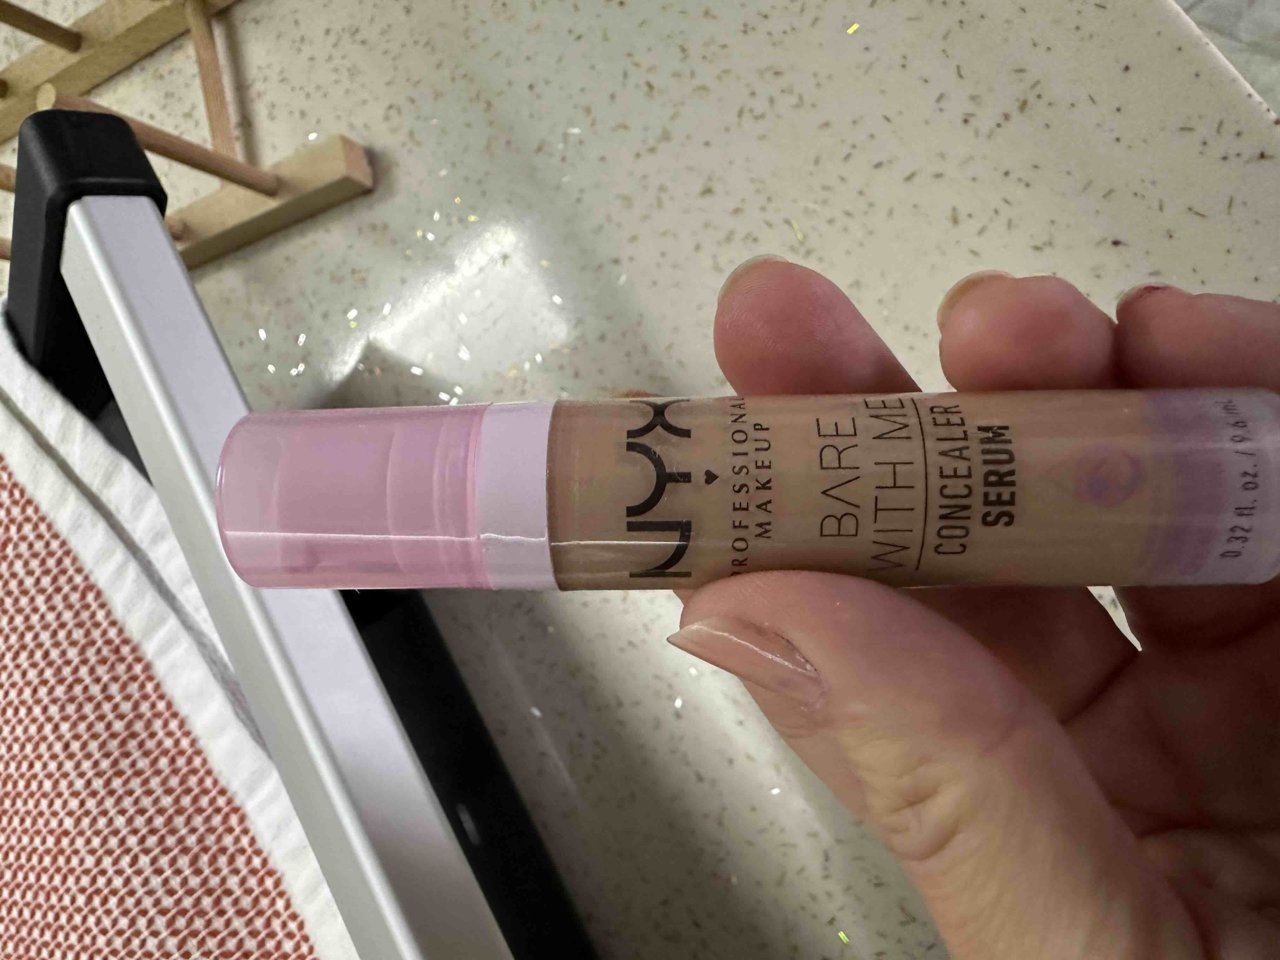 NYX
PROFESSIONAL
MAKEUP
BARE
WITH ME
CONCEALER
SERUM
0.32 fl. oz. / 9.6 mL